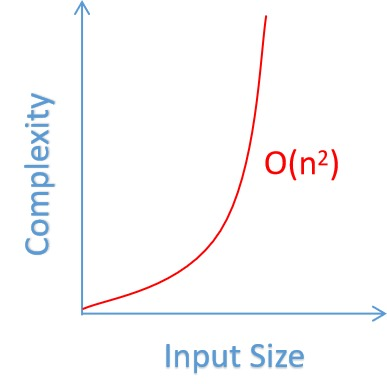 Complexity
O(n²)
Input Size